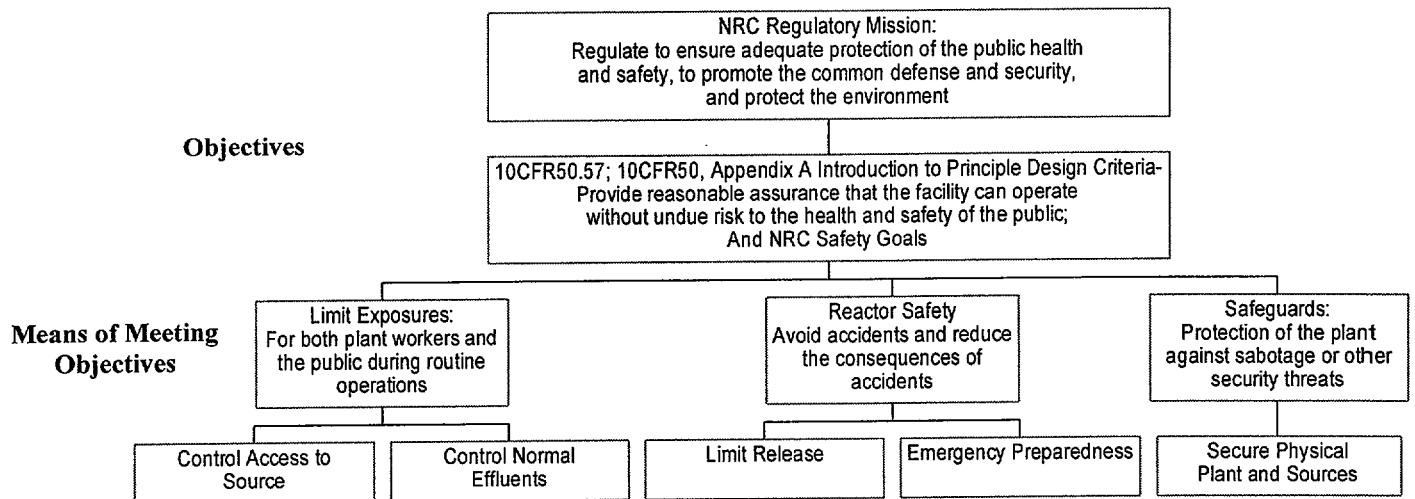 NRC Regulatory Mission:
Regulate to ensure adequate protection of the public health
and safety, to promote the common defense and security,
and protect the environment
Objectives
10CFR50.57; 10CFR50, Appendix A Introduction to Principle Design Criteria-
Provide reasonable assurance that the facility can operate
without undue risk to the health and safety of the public;
And NRC Safety Goals
Means of Meeting
Objectives
Limit Exposures:
For both plant workers and
the public during routine
operations
Reactor Safety
Avoid accidents and reduce
the consequences of
accidents
Safeguards:
Protection of the plant
against sabotage or other
security threats
Control Access to
Source
Control Normal
Effluents
Limit Release
Emergency Preparedness
Secure Physical
Plant and Sources